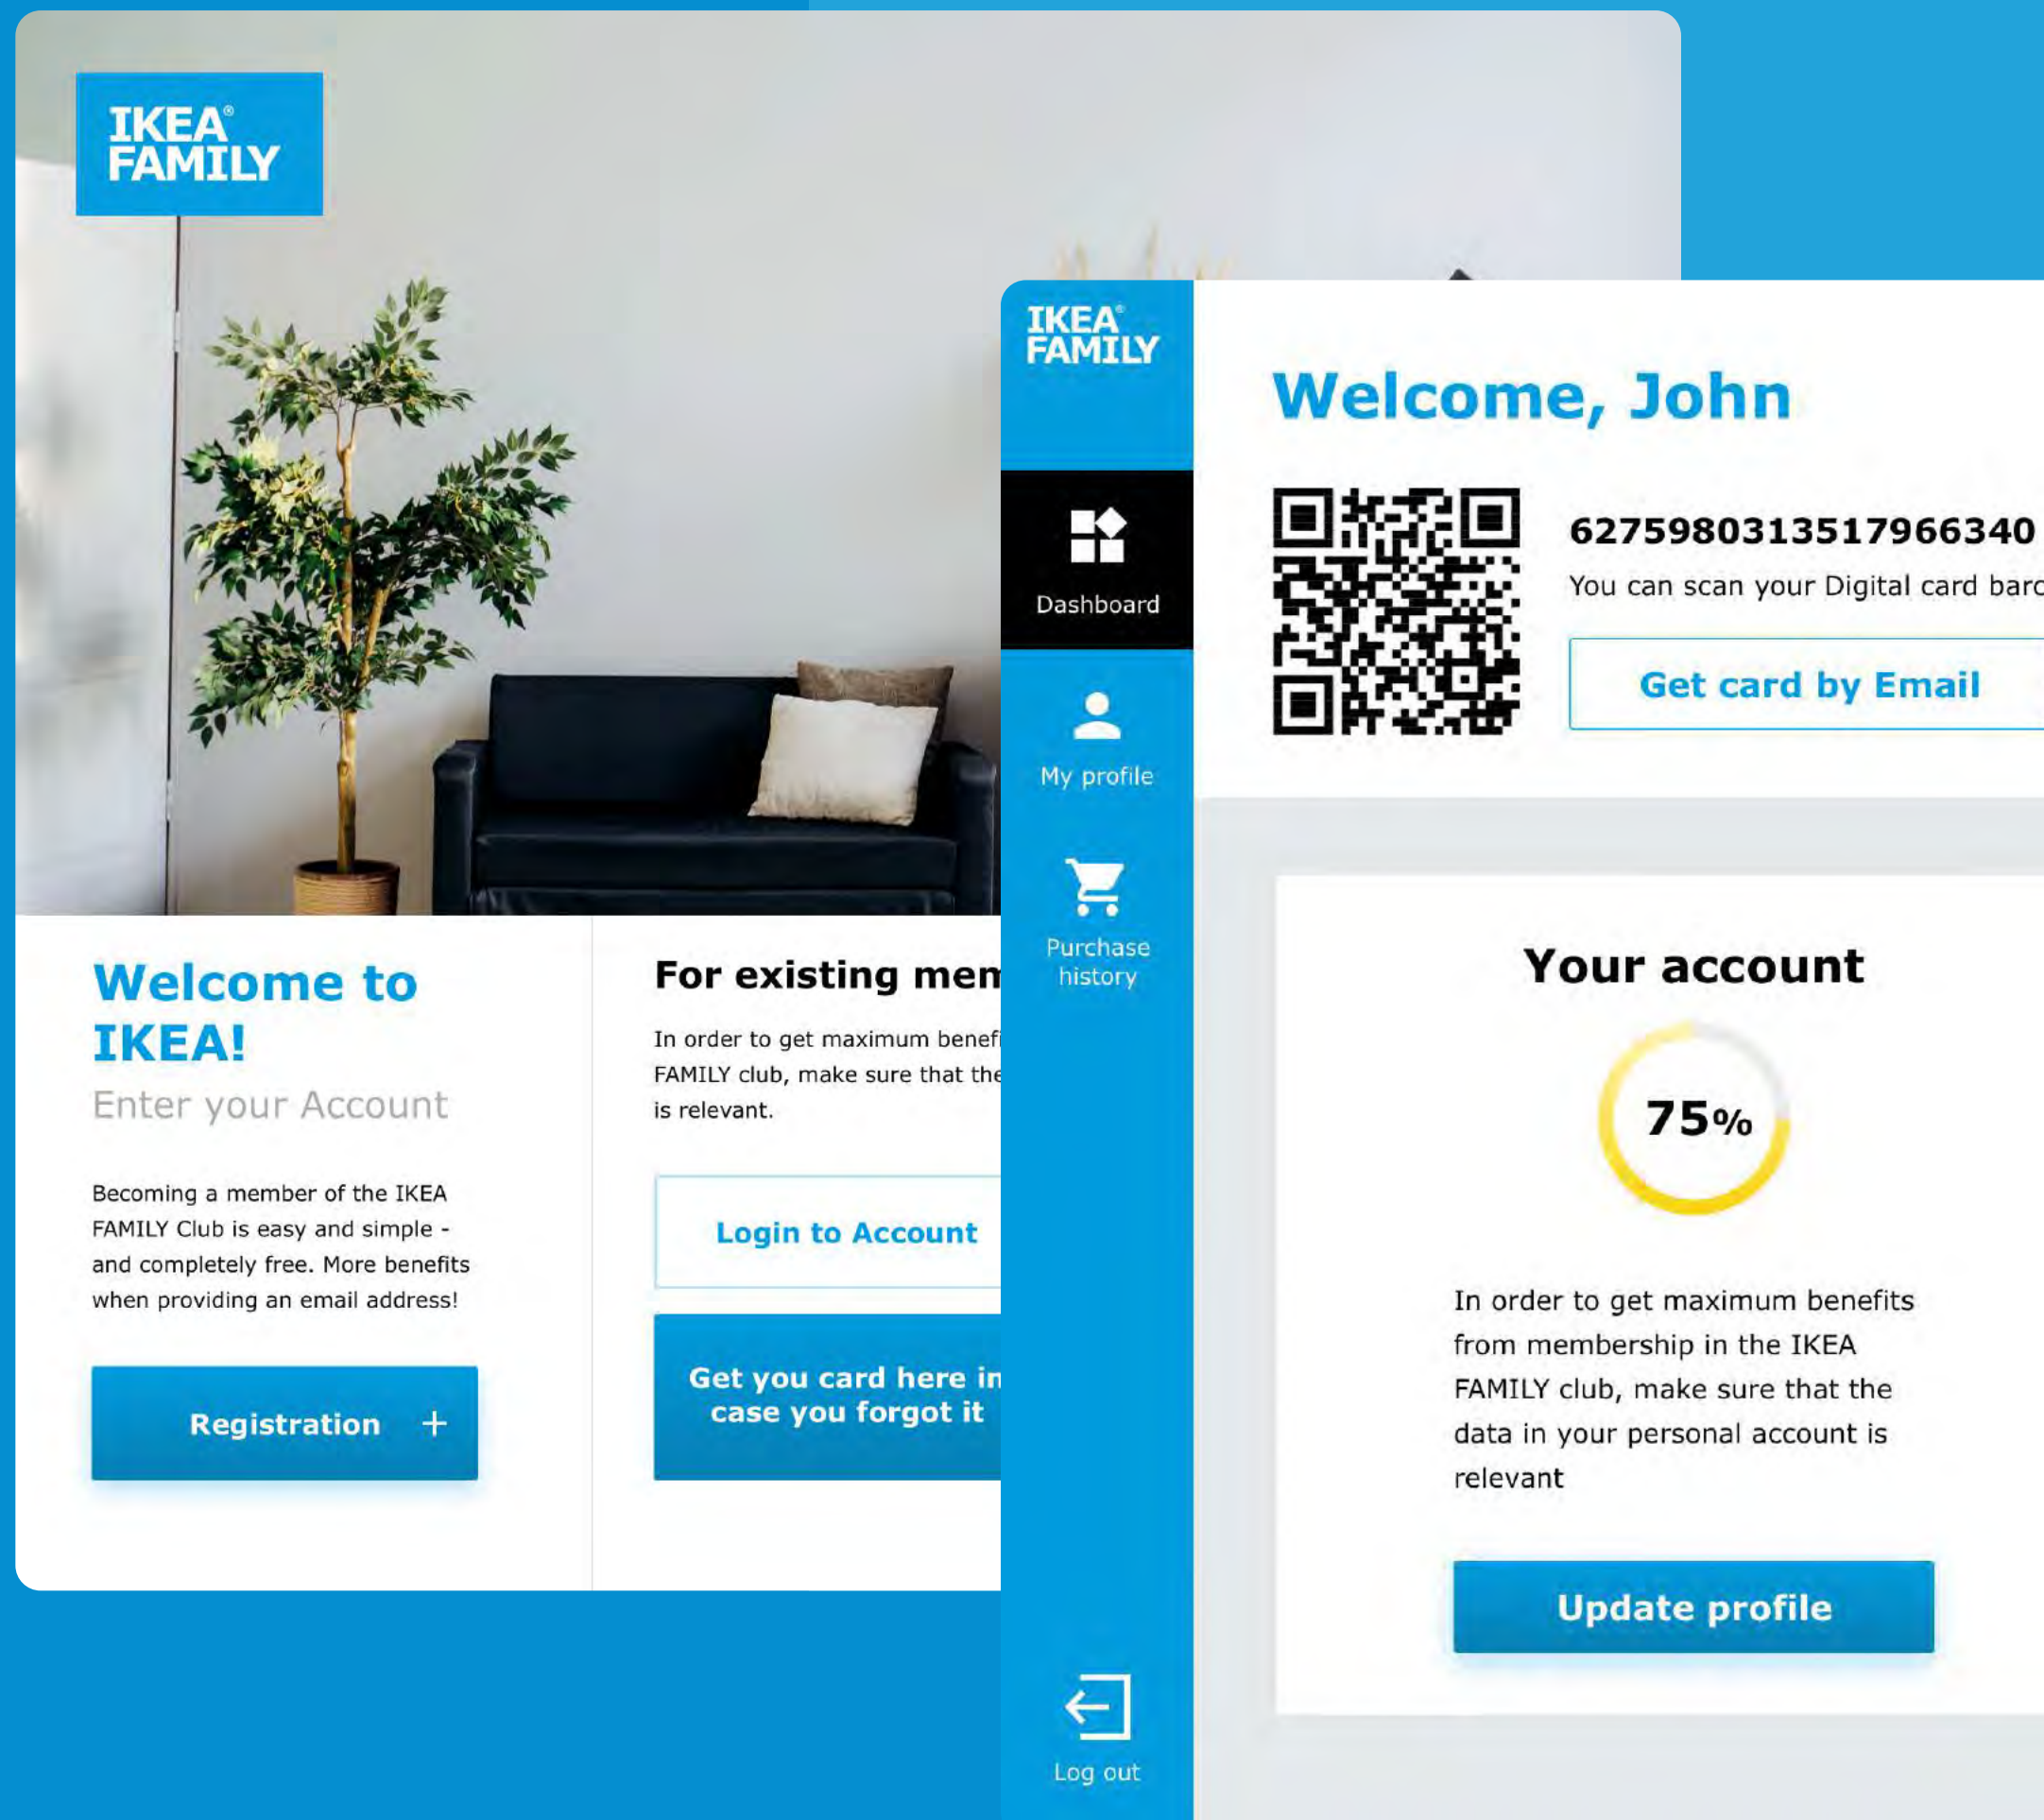 IKEA®
FAMILY
Welcome to
IKEA!
Enter your Account
Becoming a member of the IKEA
FAMILY Club is easy and simple -
and completely free. More benefits
when providing an email address!
Registration +
For existing mem
In order to get maximum benefi
FAMILY club, make sure that the
is relevant.
Login to Account
Get you card here in
case you forgot it
IKEA®
FAMILY
Dashboard
My profile
Purchase
history
Log out
Welcome, John
6275980313517966340
You can scan your Digital card barc
Get card by Email
Your account
75%
In order to get maximum benefits
from membership in the IKEA
FAMILY club, make sure that the
data in your personal account is
relevant
Update profile